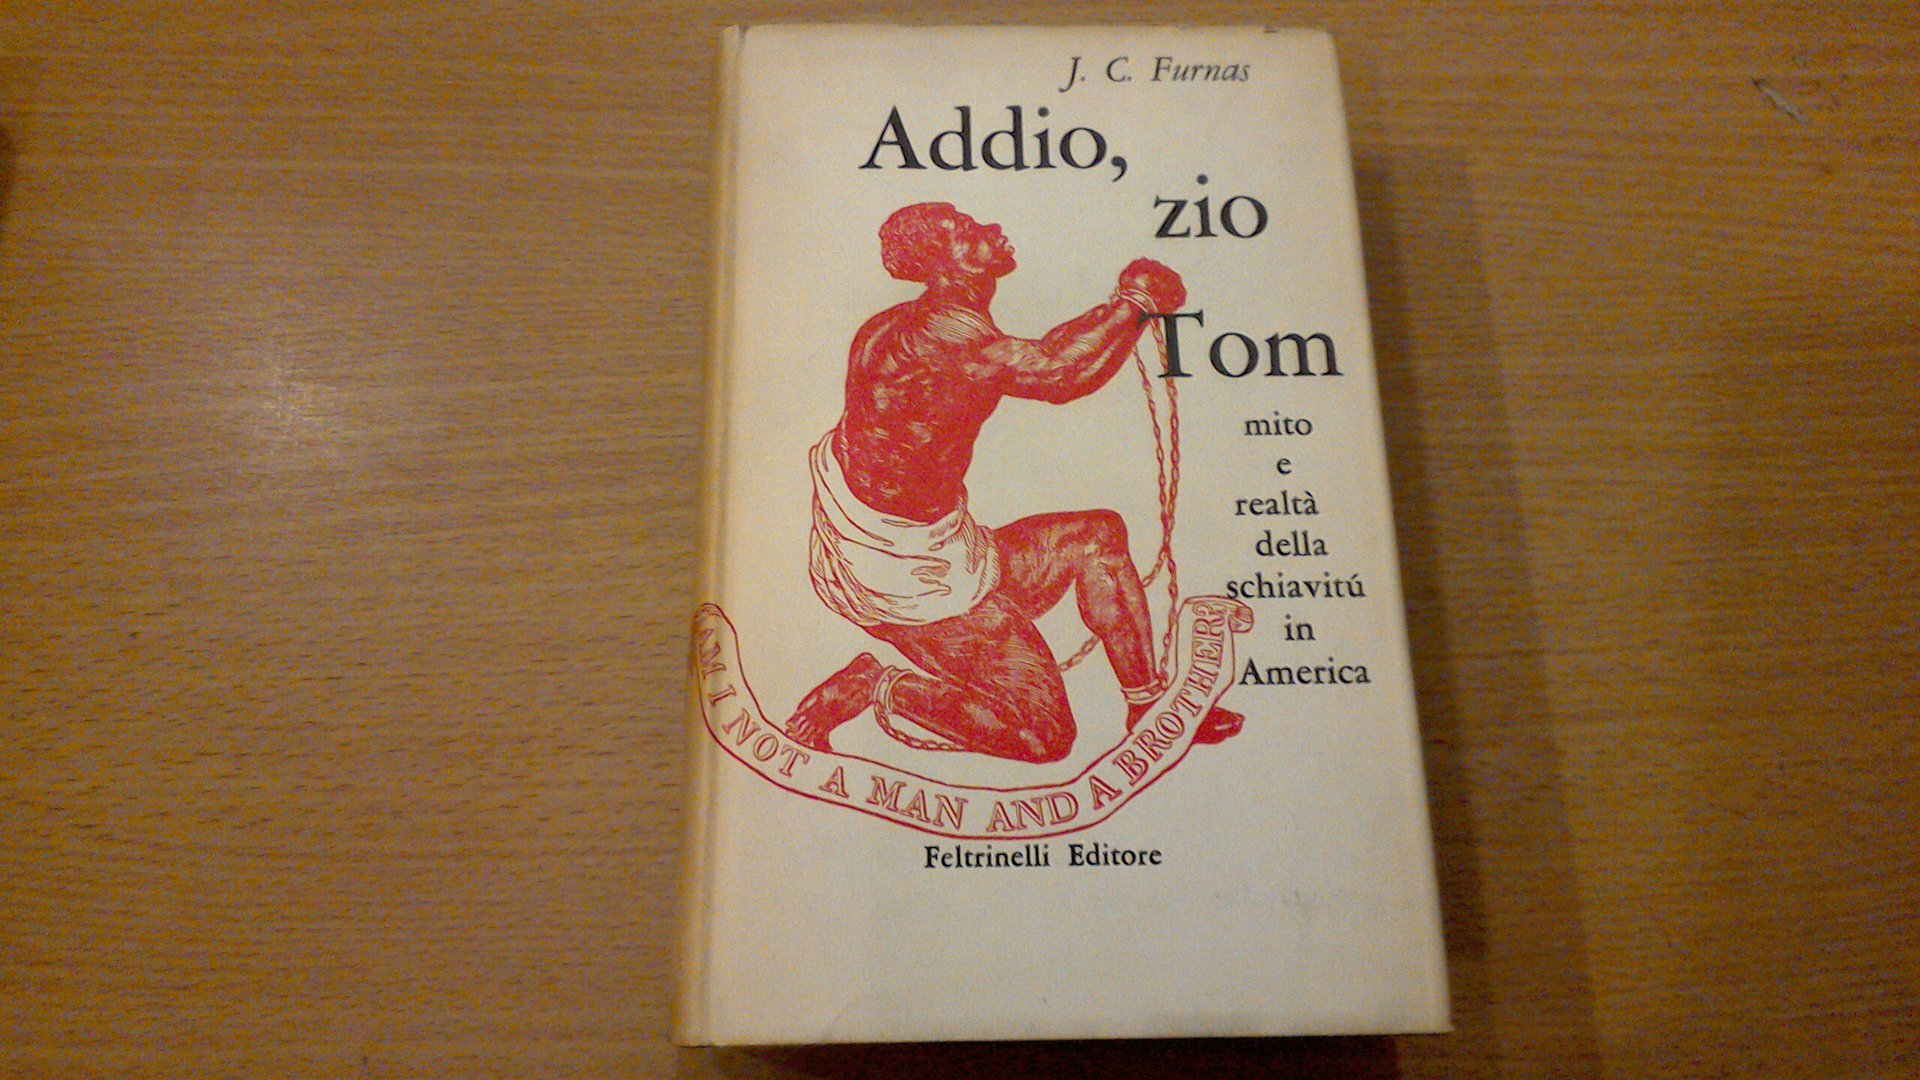 J. C. Furnas
Addio,
zio
Tom
mito
e
realtà
della
schiavitú
in
America
AM I NOT A MAN AND A BROTHER?
Feltrinelli Editore